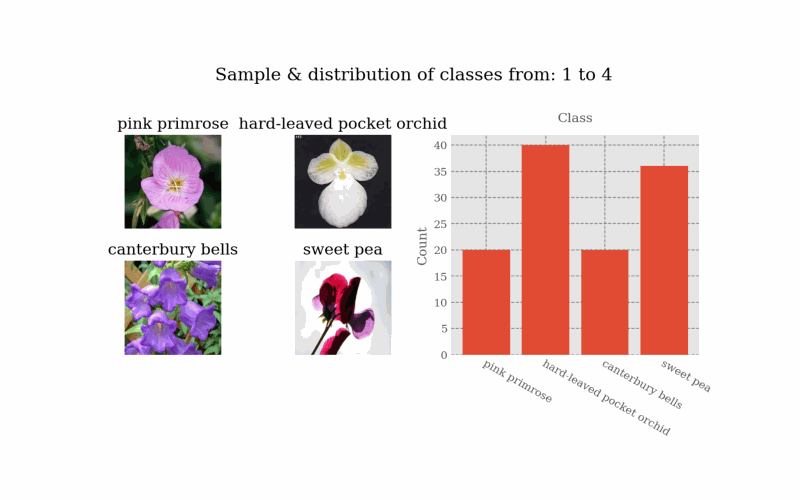 Sample & distribution of classes from: 1 to 4
pink primrose
hard-leaved pocket orchid
canterbury bells
sweet pea
Class
Count
40
35
30
25
20
15
10
5
0
pink primrose
hard-leaved pocket orchid
canterbury bells
sweet pea